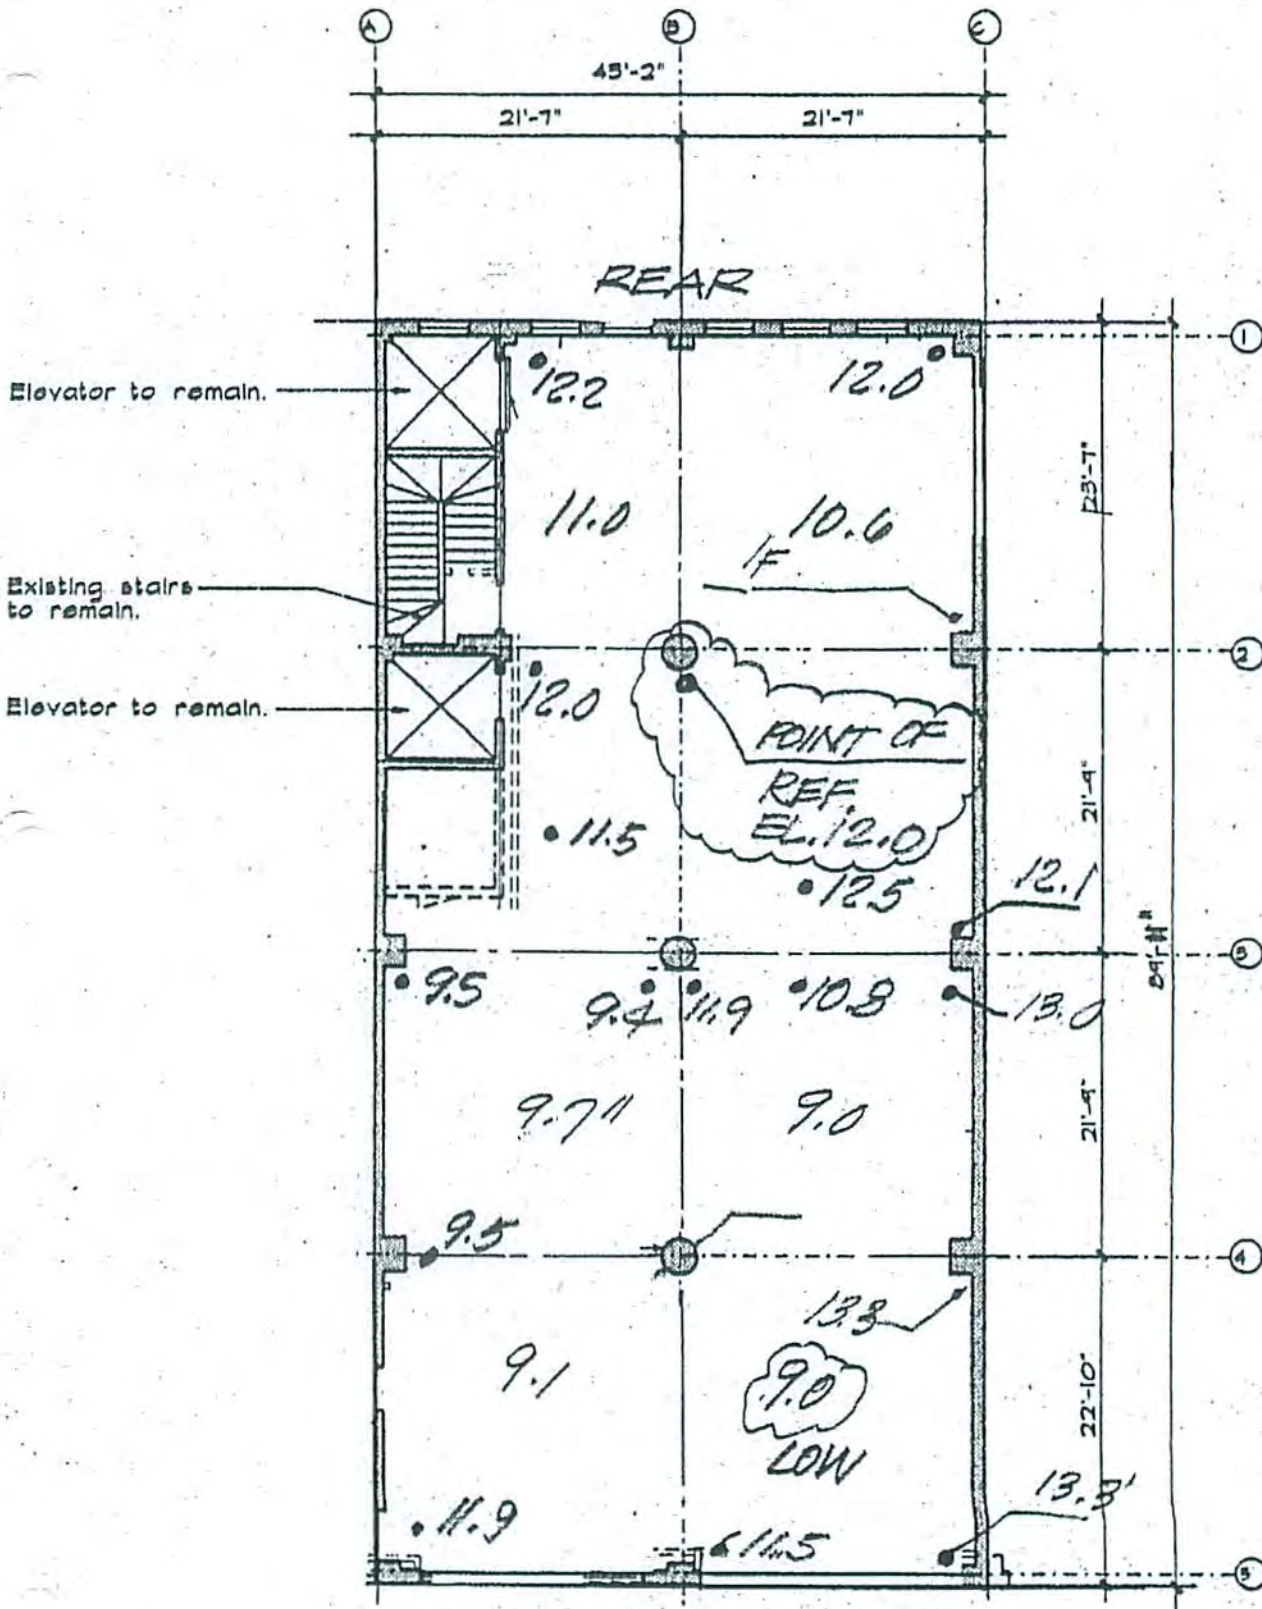 A
B
C
43'-2"
21'-7"
21'-7"
REAR
1
Elevator to remain.
12.2
12.0
23'-7"
11.0
10.6
Existing stairs
to remain.
2
Elevator to remain.
12.0
POINT OF
REF.
EL. 12.0
21'-9"
11.5
12.5
12.1
3
9.5
9.4
11.9
10.8
13.0
9.7"
9.0
21'-9"
9.5
4
13.3
9.1
9.0
LOW
22'-10"
13.3'
11.9
11.5
5